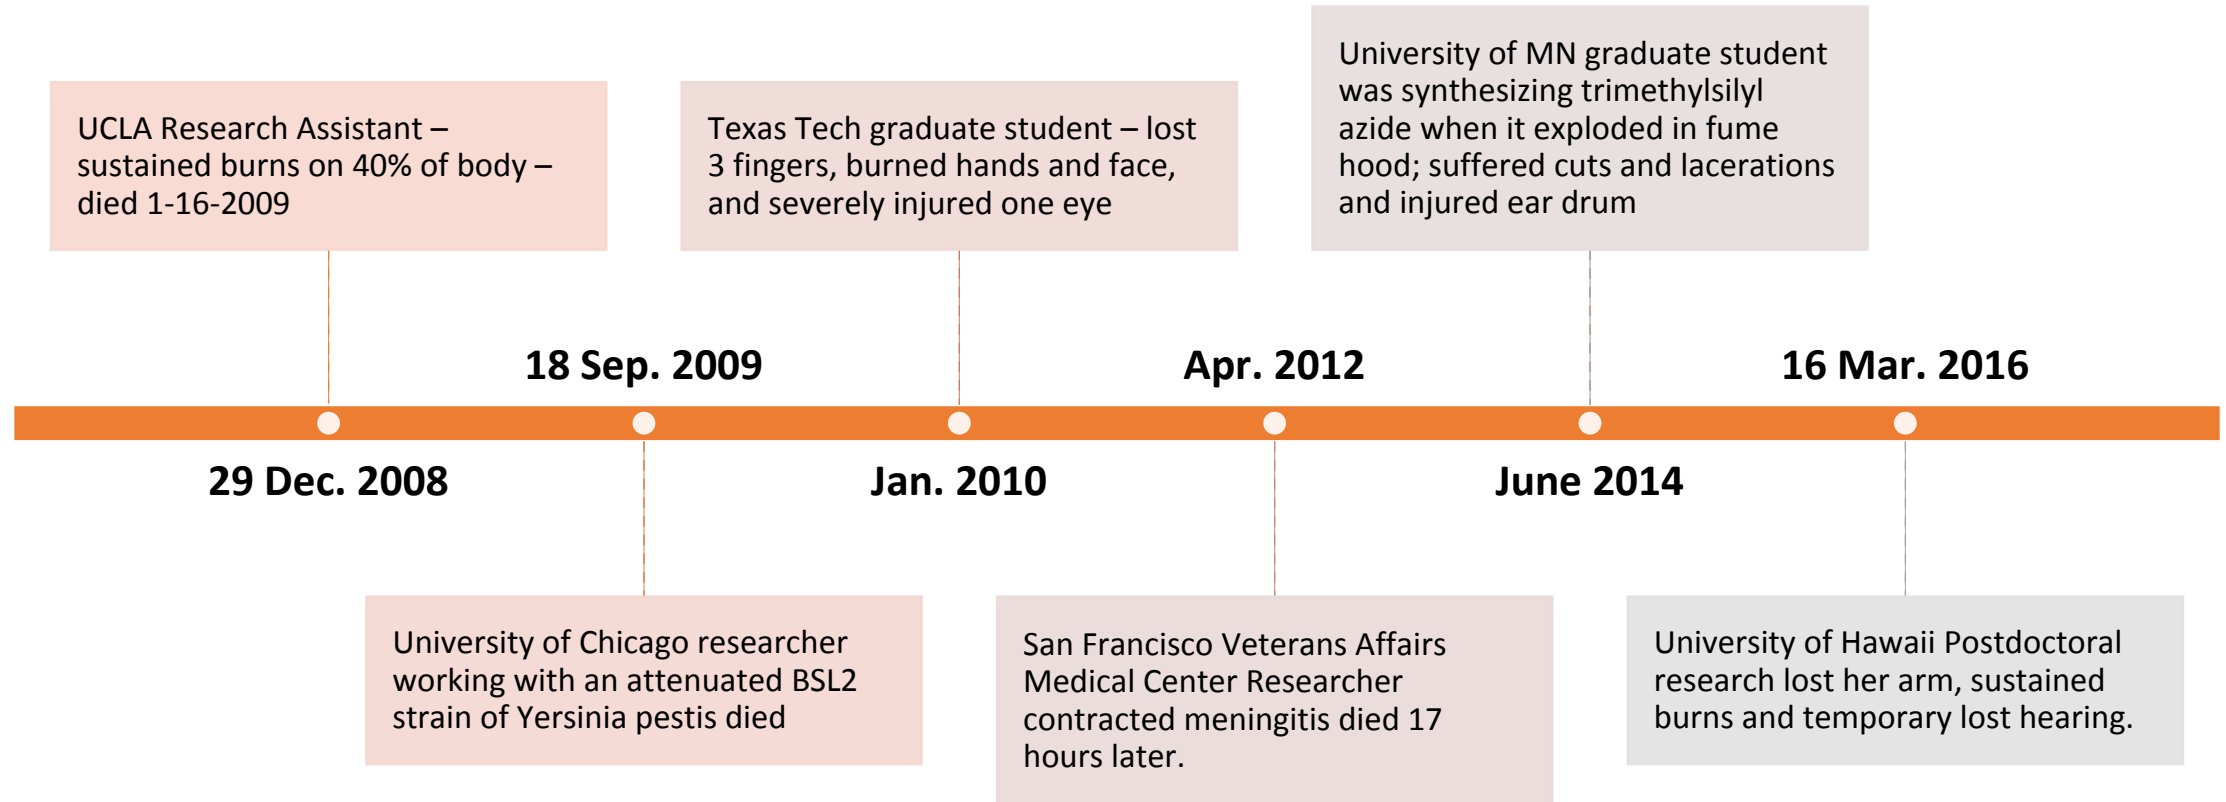 UCLA Research Assistant –
sustained burns on 40% of body –
died 1-16-2009
29 Dec. 2008
18 Sep. 2009
University of Chicago researcher
working with an attenuated BSL2
strain of Yersinia pestis died
Texas Tech graduate student – lost
3 fingers, burned hands and face,
and severely injured one eye
Jan. 2010
Apr. 2012
San Francisco Veterans Affairs
Medical Center Researcher
contracted meningitis died 17
hours later.
University of MN graduate student
was synthesizing trimethylsilyl
azide when it exploded in fume
hood; suffered cuts and lacerations
and injured ear drum
June 2014
16 Mar. 2016
University of Hawaii Postdoctoral
research lost her arm, sustained
burns and temporary lost hearing.